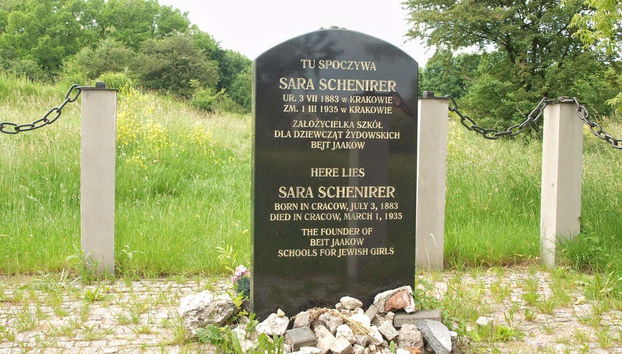 TU SPOCZYWA
SARA SCHENIRER
UR. 3 VII 1883 W KRAKOWIE
ZM. 1 III 1935 W KRAKOWIE
ZAŁOŻYCIELKA SZKÓŁ
DLA DZIEWCZĄT ŻYDOWSKICH
BEJT JAAKOW
HERE LIES
SARA SCHENIRER
BORN IN CRACOW, JULY 3, 1883
DIED IN CRACOW, MARCH 1, 1935
THE FOUNDER OF
BEIT JAAKOW
SCHOOLS FOR JEWISH GIRLS